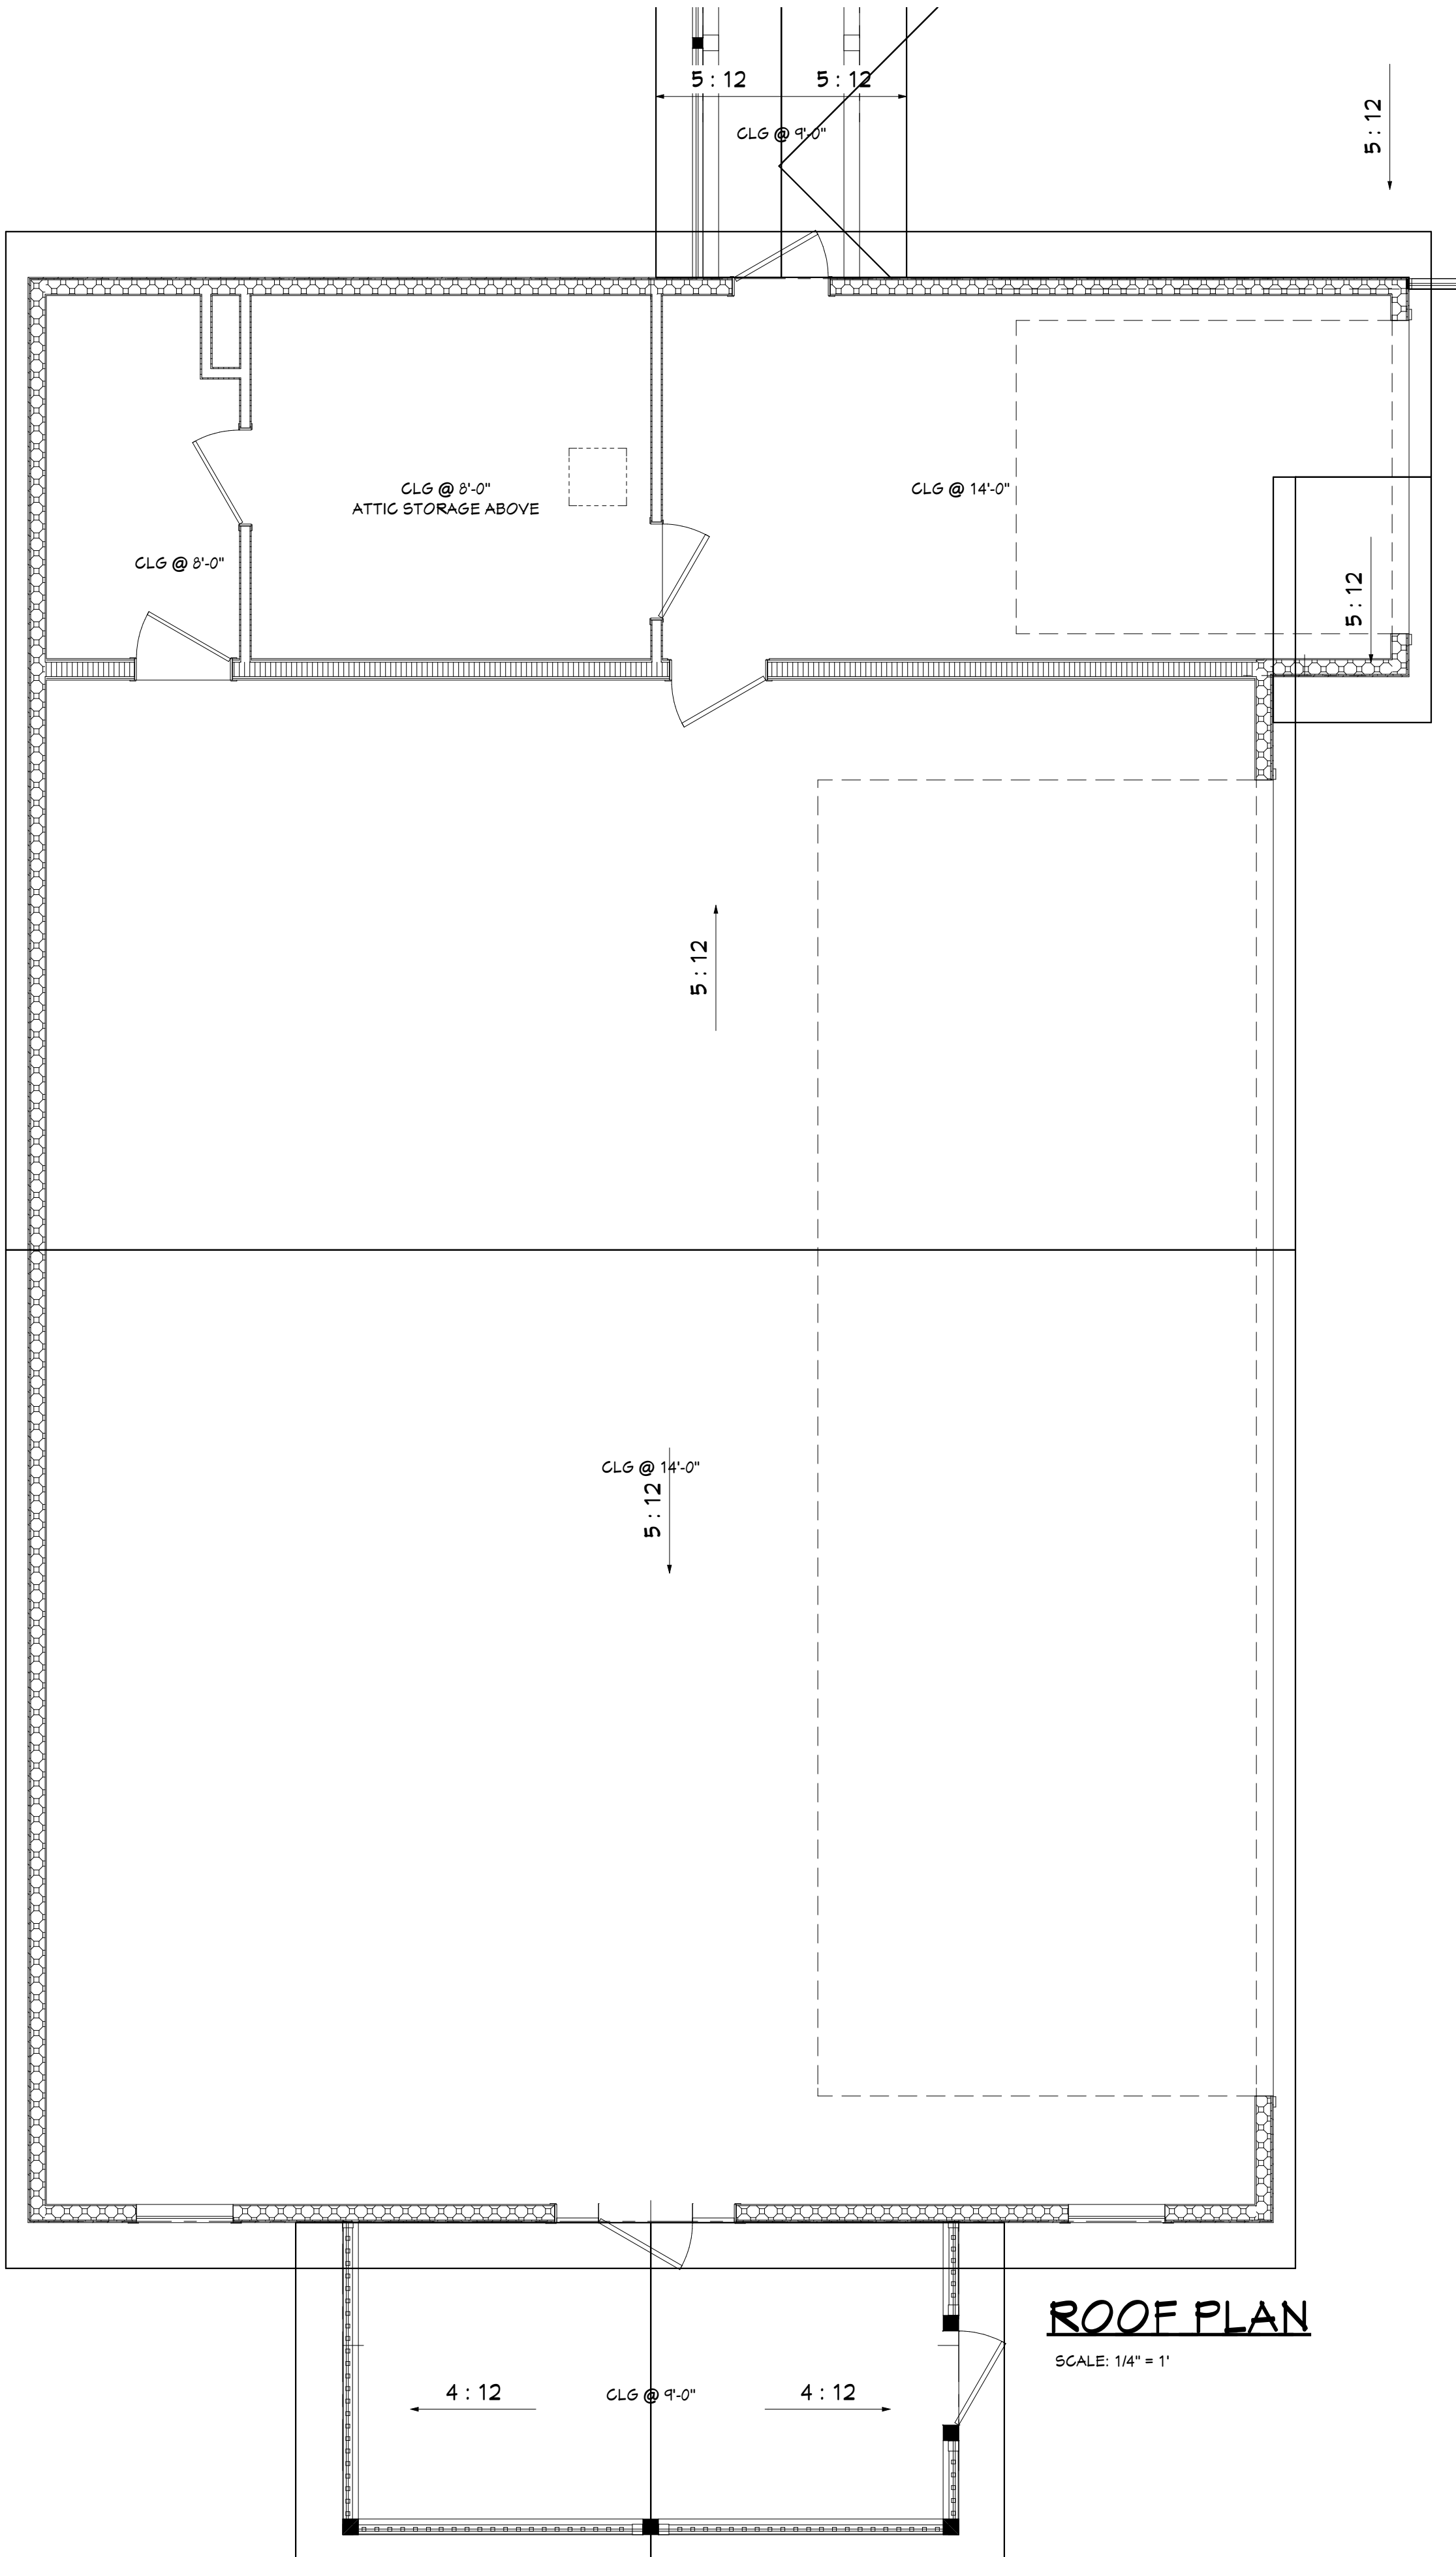 5 : 12
5 : 12
CLG @ 9'-0"
5 : 12
CLG @ 8'-0"
ATTIC STORAGE ABOVE
CLG @ 14'-0"
CLG @ 8'-0"
5 : 12
5 : 12
CLG @ 14'-0"
5 : 12
ROOF PLAN
SCALE: 1/4" = 1'
4 : 12
CLG @ 9'-0"
4 : 12